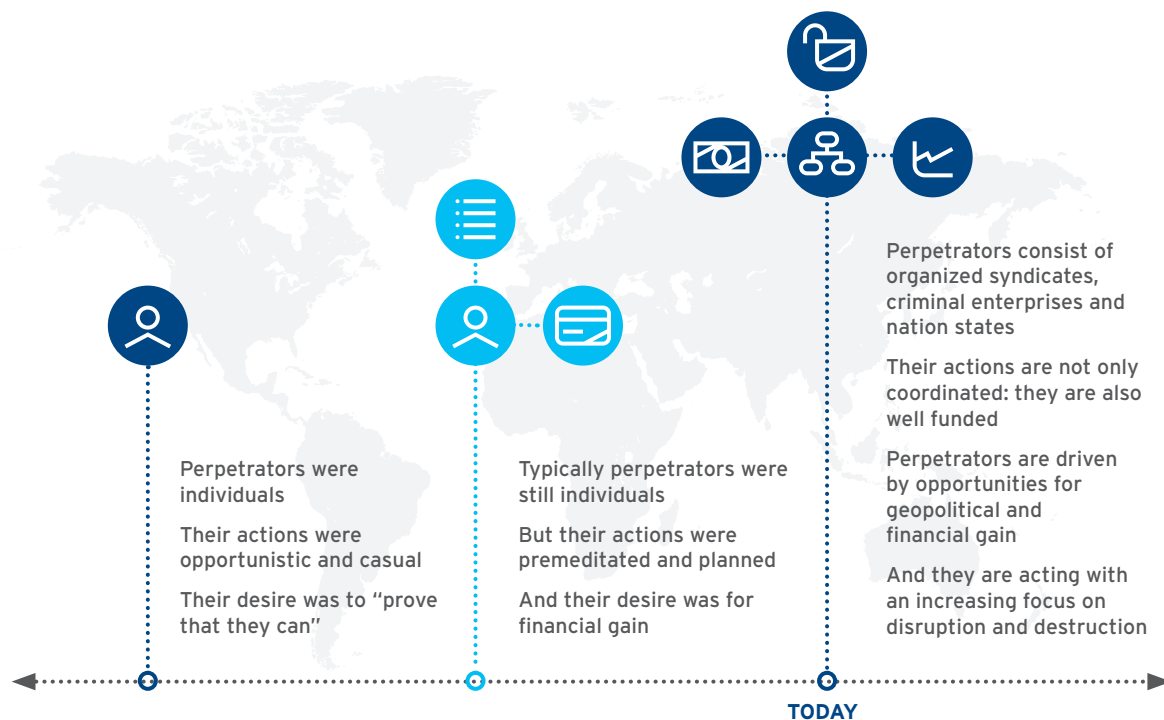 Perpetrators were
individuals
Their actions were
opportunistic and casual
Their desire was to “prove
that they can”
Typically perpetrators were
still individuals
But their actions were
premeditated and planned
And their desire was for
financial gain
Perpetrators consist of
organized syndicates,
criminal enterprises and
nation states
Their actions are not only
coordinated: they are also
well funded
Perpetrators are driven
by opportunities for
geopolitical and
financial gain
And they are acting with
an increasing focus on
disruption and destruction
TODAY